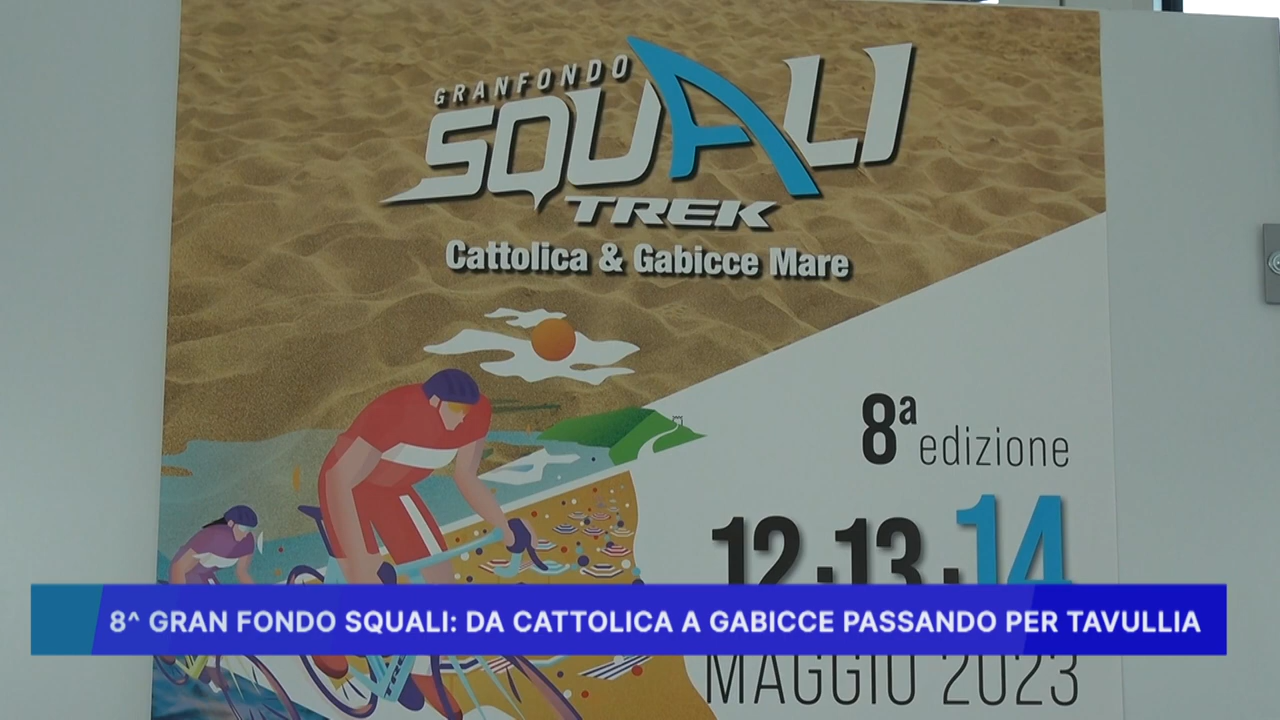 GRANFONDO
SQUALI
TREK
Cattolica & Gabicce Mare
8ª edizione
12·13·14
8^ GRAN FONDO SQUALI: DA CATTOLICA A GABICCE PASSANDO PER TAVULLIA
MAGGIO 2023
TREK